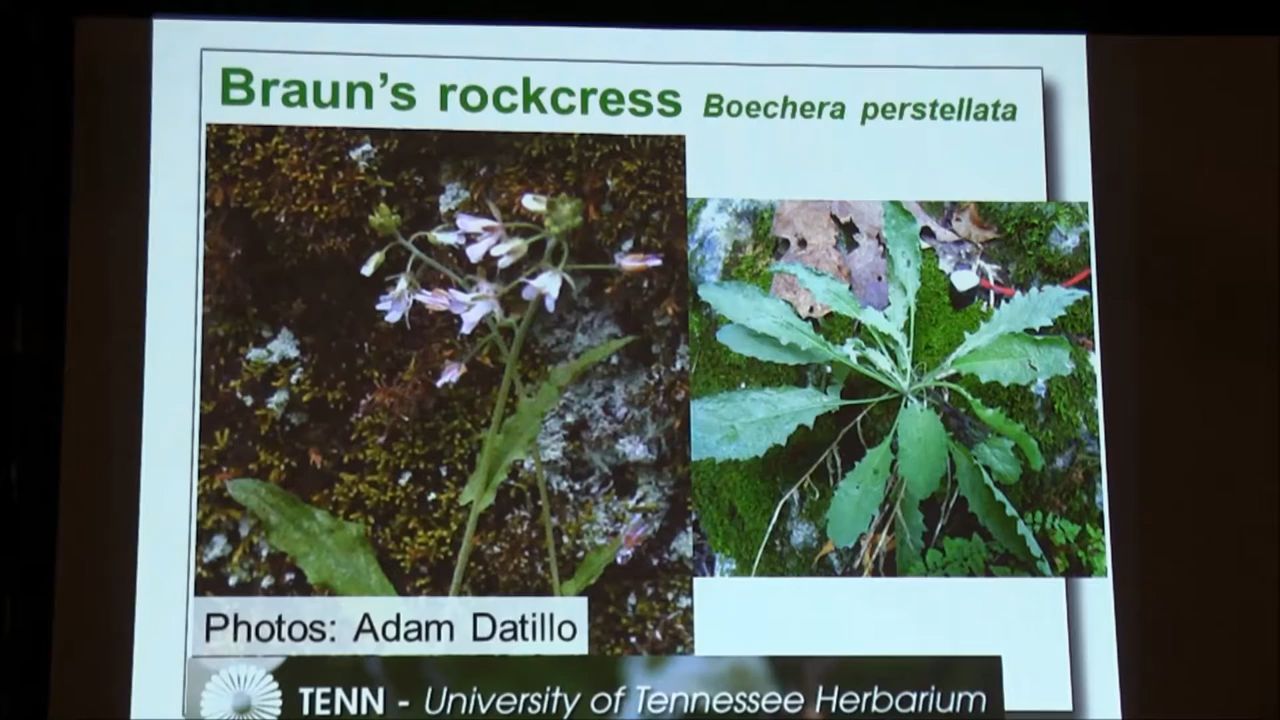 Braun's rockcress Boechera perstellata
Photos: Adam Datillo
TENN - University of Tennessee Herbarium